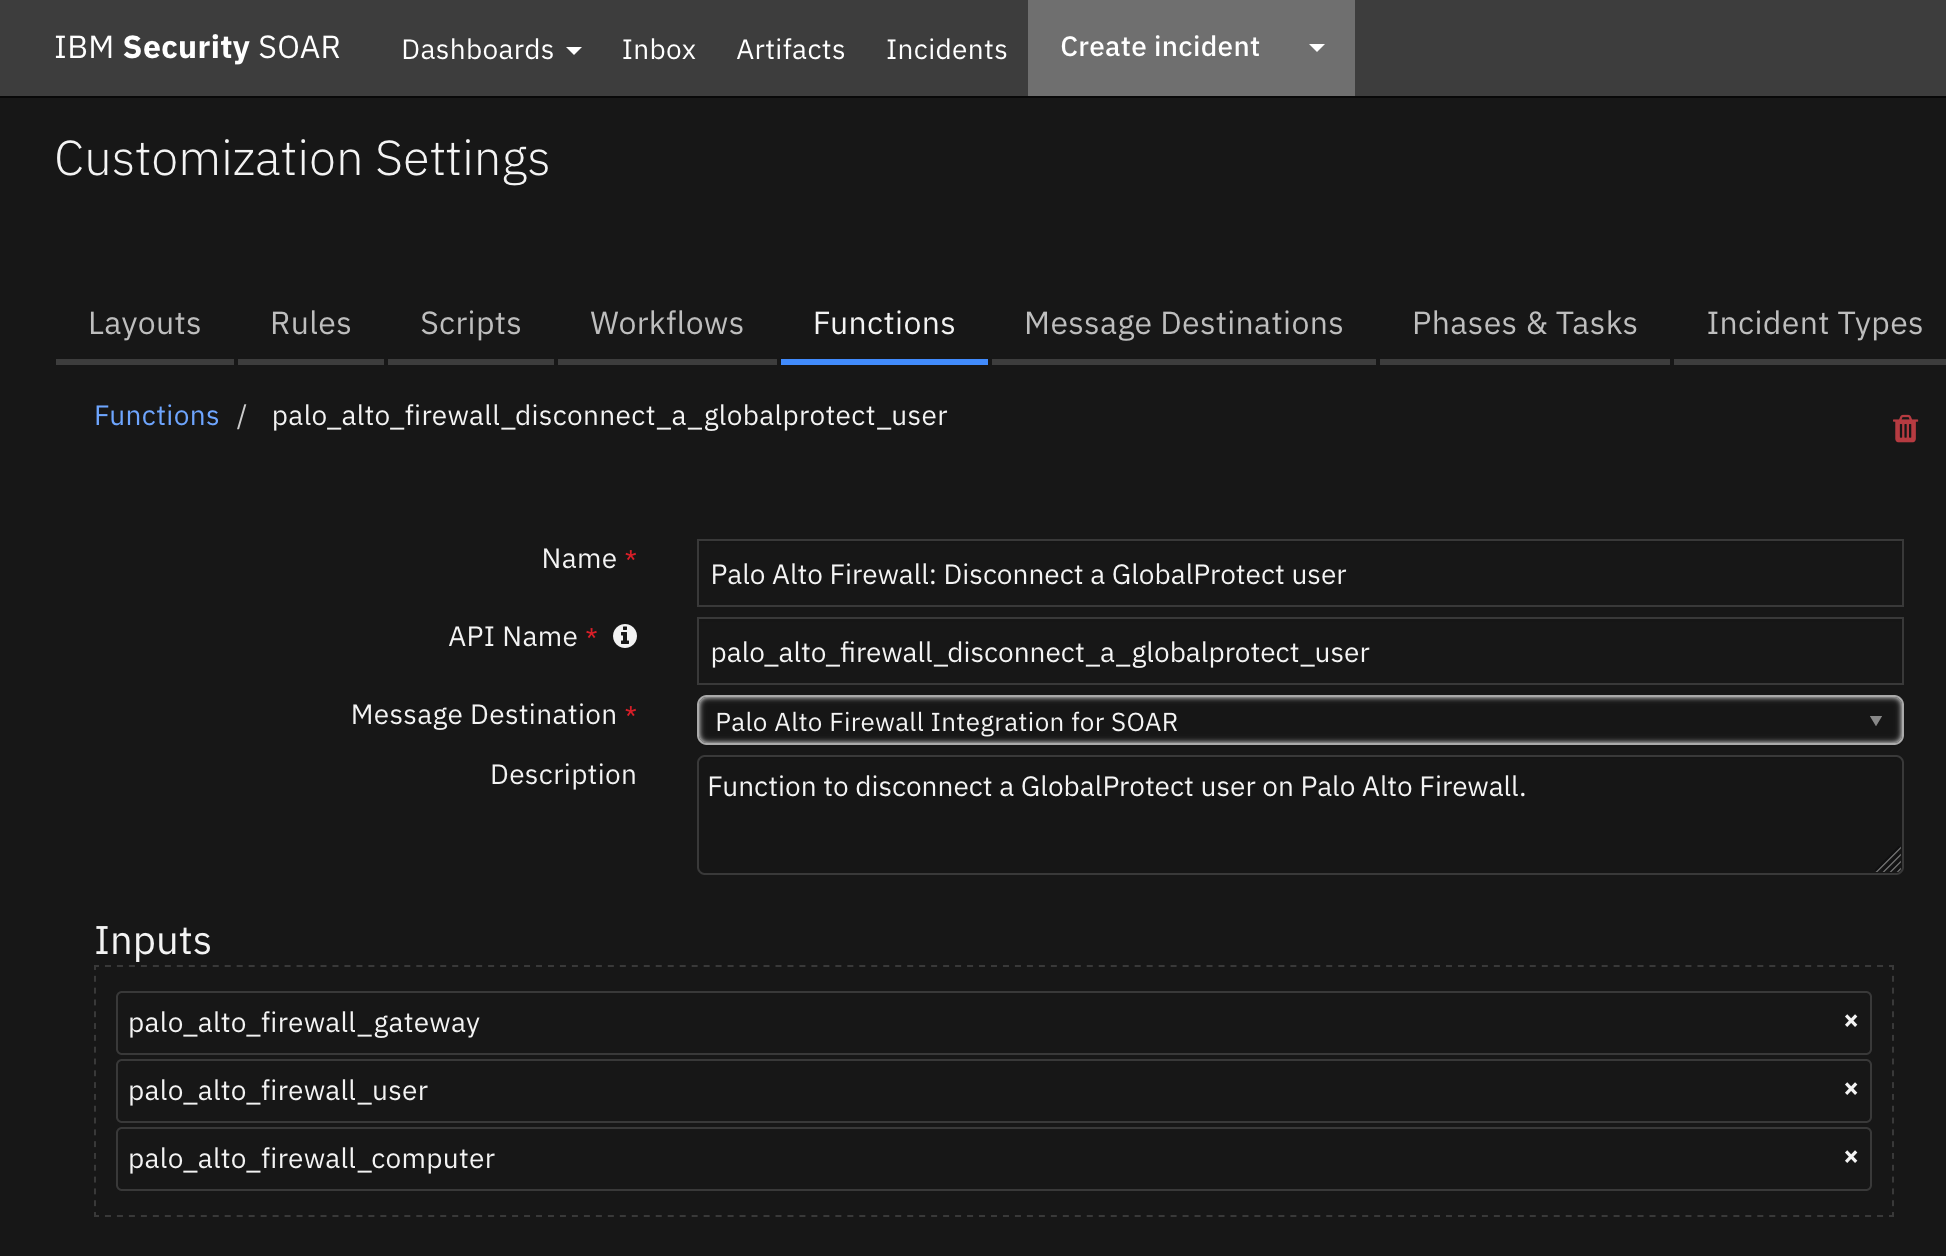 IBM Security SOAR Dashboards Inbox Artifacts Incidents Create incident
Customization Settings
Layouts Rules Scripts Workflows Functions Message Destinations Phases & Tasks Incident Types
Functions / palo_alto_firewall_disconnect_a_globalprotect_user
Name * Palo Alto Firewall: Disconnect a GlobalProtect user
API Name * palo_alto_firewall_disconnect_a_globalprotect_user
Message Destination * Palo Alto Firewall Integration for SOAR
Description Function to disconnect a GlobalProtect user on Palo Alto Firewall.
Inputs
palo_alto_firewall_gateway ×
palo_alto_firewall_user ×
palo_alto_firewall_computer ×